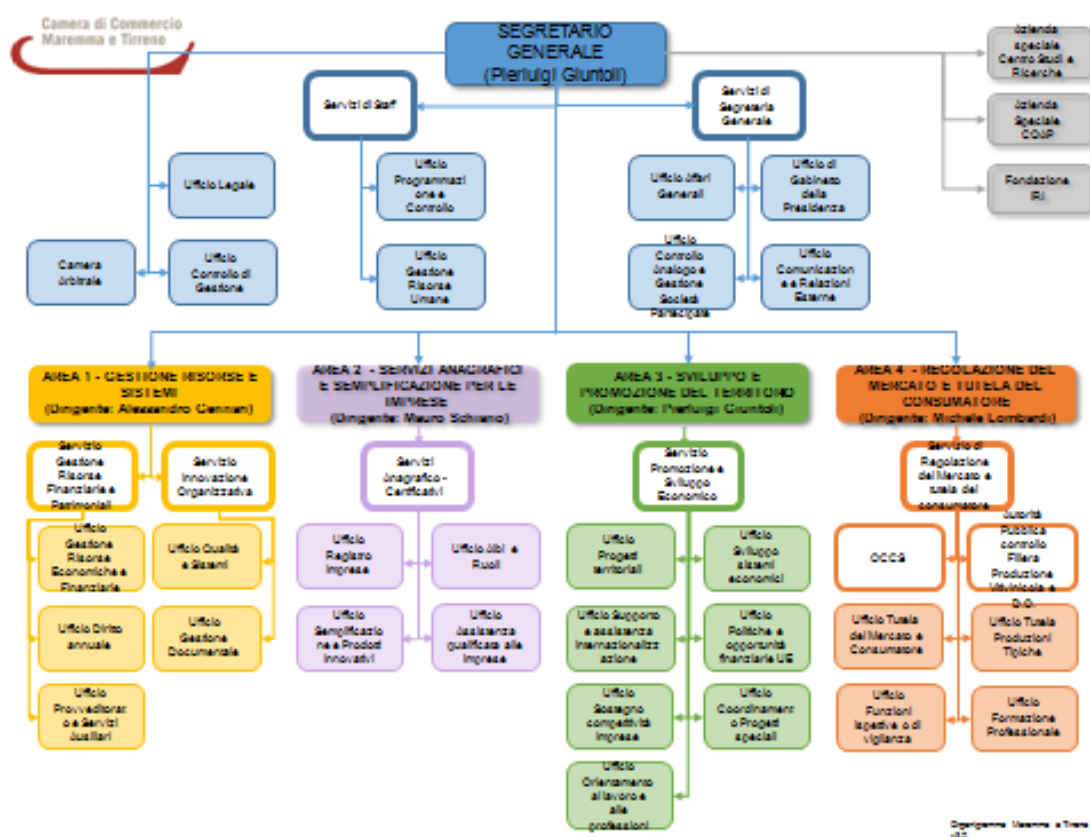 Camera di Commercio
Maremma e Tirreno
SEGRETARIO
GENERALE
(Pierluigi Giuntoli)
Azienda
speciale
Centro Studi e
Ricerche
Servizi di Staff
Servizi di
Segreteria
Generale
Azienda
Speciale
COAP
Ufficio Legale
Ufficio
Programmazi
one e
Controllo
Ufficio Affari
Generali
Ufficio di
Gabinetto
della
Presidenza
Fondazione
Camera
Arbitrale
Ufficio
Controllo di
Gestione
Ufficio
Gestione
Risorse
Umane
Ufficio
Controllo
Analogo e
Gestione
Società
Partecipate
Ufficio
Comunicazion
e e Relazioni
Esterne
AREA 1 - GESTIONE RISORSE E
SISTEMI
(Dirigente: Alessandro Gennari)
AREA 2 - SERVIZI ANAGRAFICI
E SEMPLIFICAZIONE PER LE
IMPRESE
(Dirigente: Mauro Schiano)
AREA 3 - SVILUPPO E
PROMOZIONE DEL TERRITORIO
(Dirigente: Pierluigi Giuntoli)
AREA 4 - REGOLAZIONE DEL
MERCATO E TUTELA DEL
CONSUMATORE
(Dirigente: Michele Lombardi)
Servizio
Gestione
Risorse
Finanziarie e
Patrimoniali
Servizio
Innovazione
Organizzativa
Servizi
Anagrafico -
Certificativi
Servizio
Promozione e
Sviluppo
Economico
Servizio di
Regolazione
del Mercato e
tutela del
consumatore
Ufficio
Gestione
Risorse
Economiche e
Finanziarie
Ufficio Qualità
e Sistemi
Ufficio
Registro
Imprese
Ufficio Albi e
Ruoli
Ufficio
Progetti
territoriali
Ufficio
Sviluppo
sistemi
economici
OCCS
Autorità
Pubblica
controllo
Filiera
Produzione
Vitivinicola e
D.O.
Ufficio Diritto
annuale
Ufficio
Gestione
Documentale
Ufficio
Semplificazio
ne e Prodotti
Innovativi
Ufficio
Assistenza
qualificata alle
Imprese
Ufficio Supporto
e assistenza
Internazionalizz
azione
Ufficio
Politiche e
opportunità
finanziarie UE
Ufficio Tutela
del Mercato e
Consumatore
Ufficio Tutela
Produzioni
Tipiche
Ufficio
Provveditorat
o e Servizi
Ausiliari
Ufficio
Sostegno
competitività
Imprese
Ufficio
Coordinament
o Progetti
speciali
Ufficio
Funzioni
ispettive o di
vigilanza
Ufficio
Formazione
Professionale
Ufficio
Orientamento
al lavoro e
alle
professioni
Organigramma Maremma e Tirreno